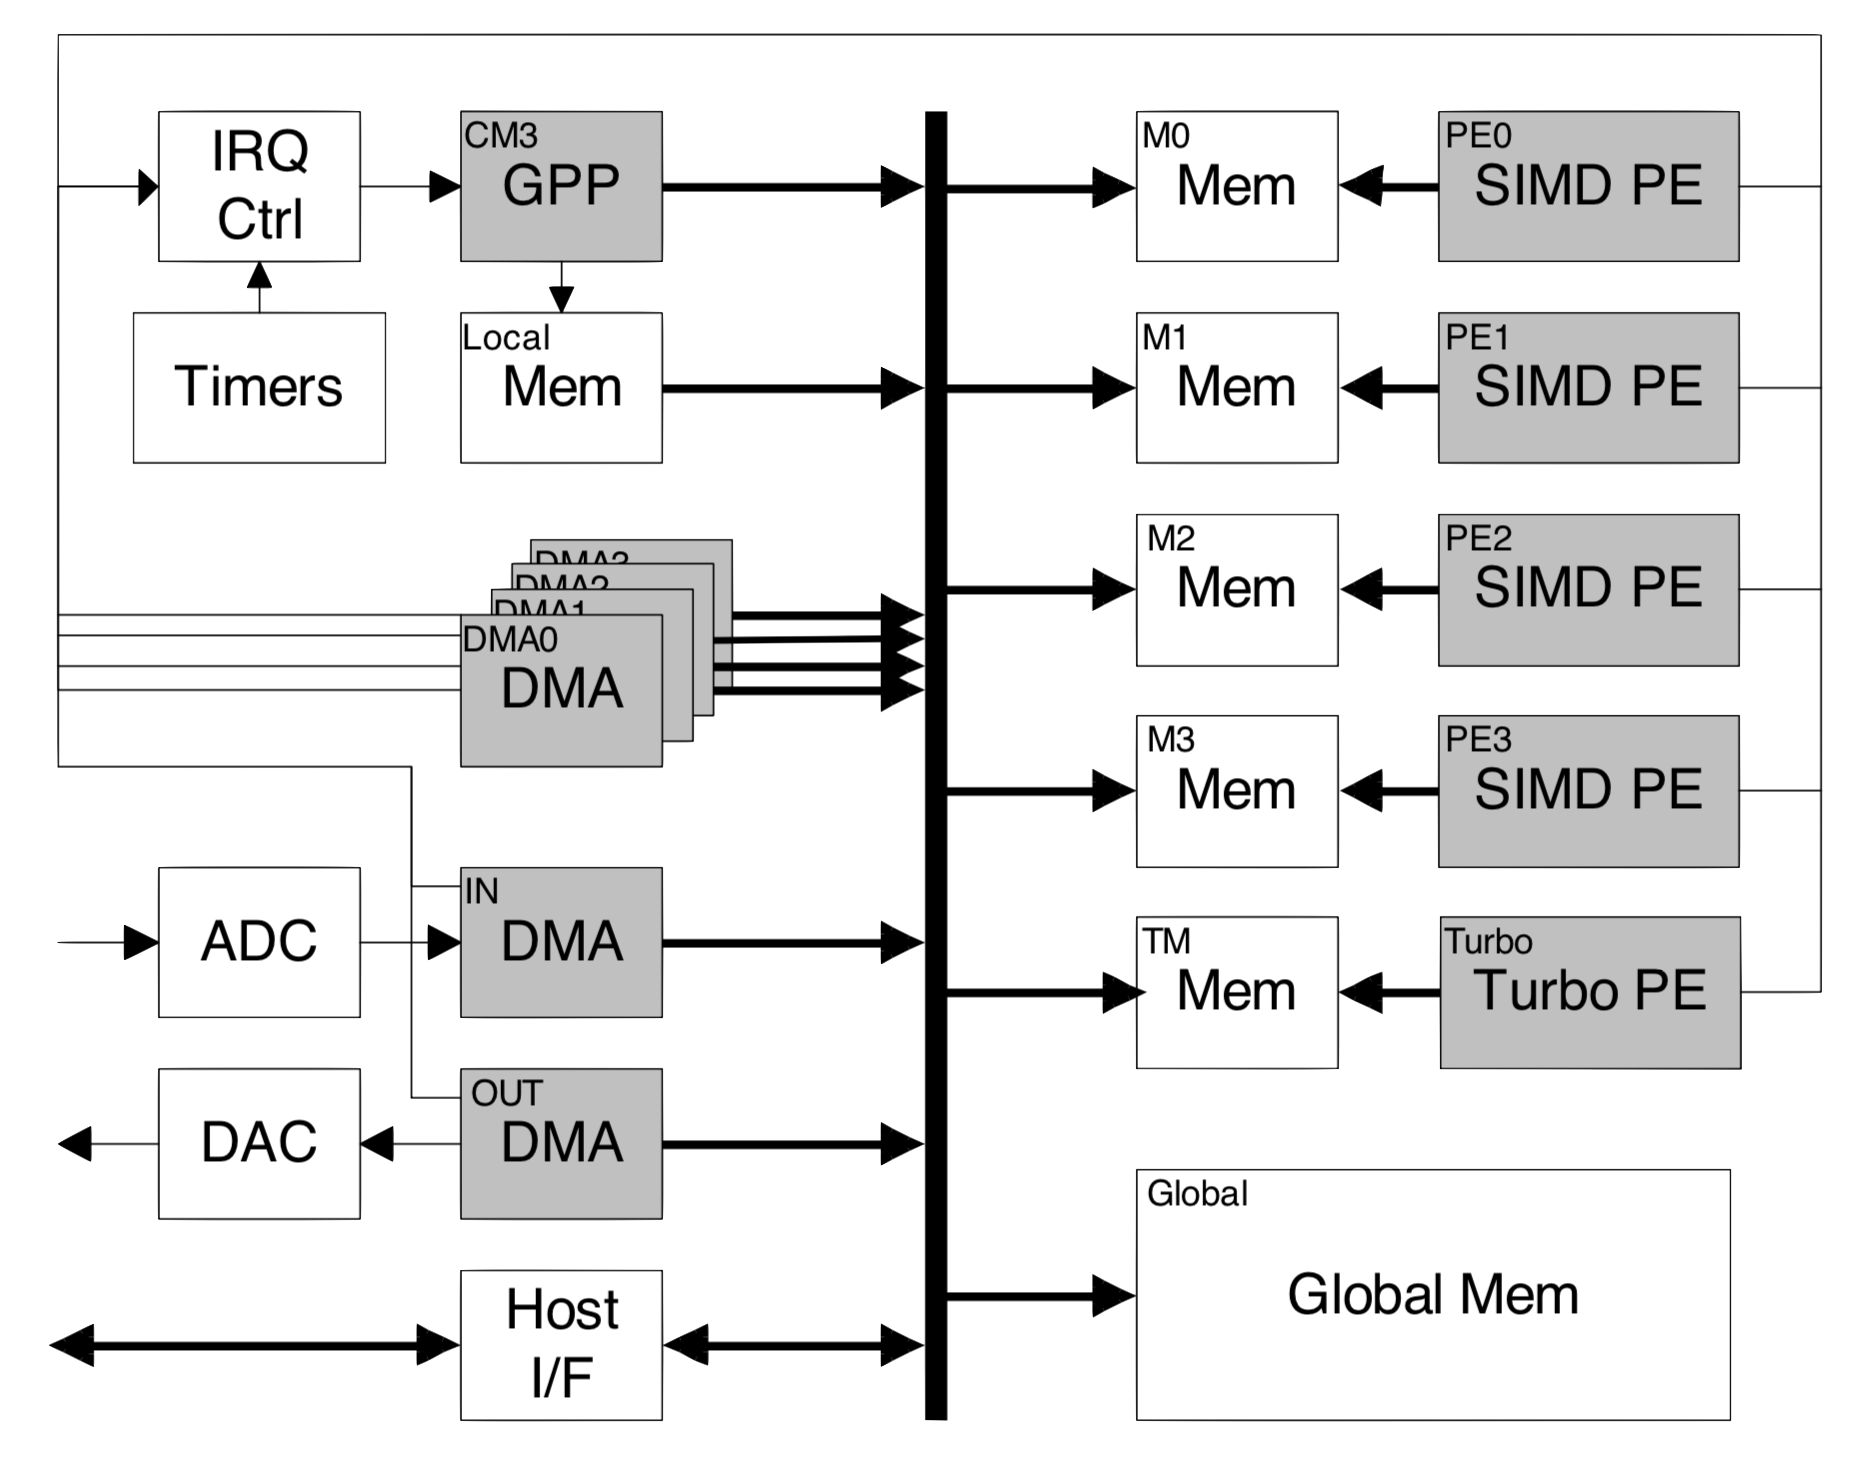 IRQ
Ctrl
CM3
GPP
M0
Mem
PE0
SIMD PE
Timers
Local
Mem
M1
Mem
PE1
SIMD PE
DMA3
DMA2
DMA1
DMA0
DMA
M2
Mem
PE2
SIMD PE
M3
Mem
PE3
SIMD PE
ADC
IN
DMA
TM
Mem
Turbo
Turbo PE
DAC
OUT
DMA
Global
Global Mem
Host
I/F